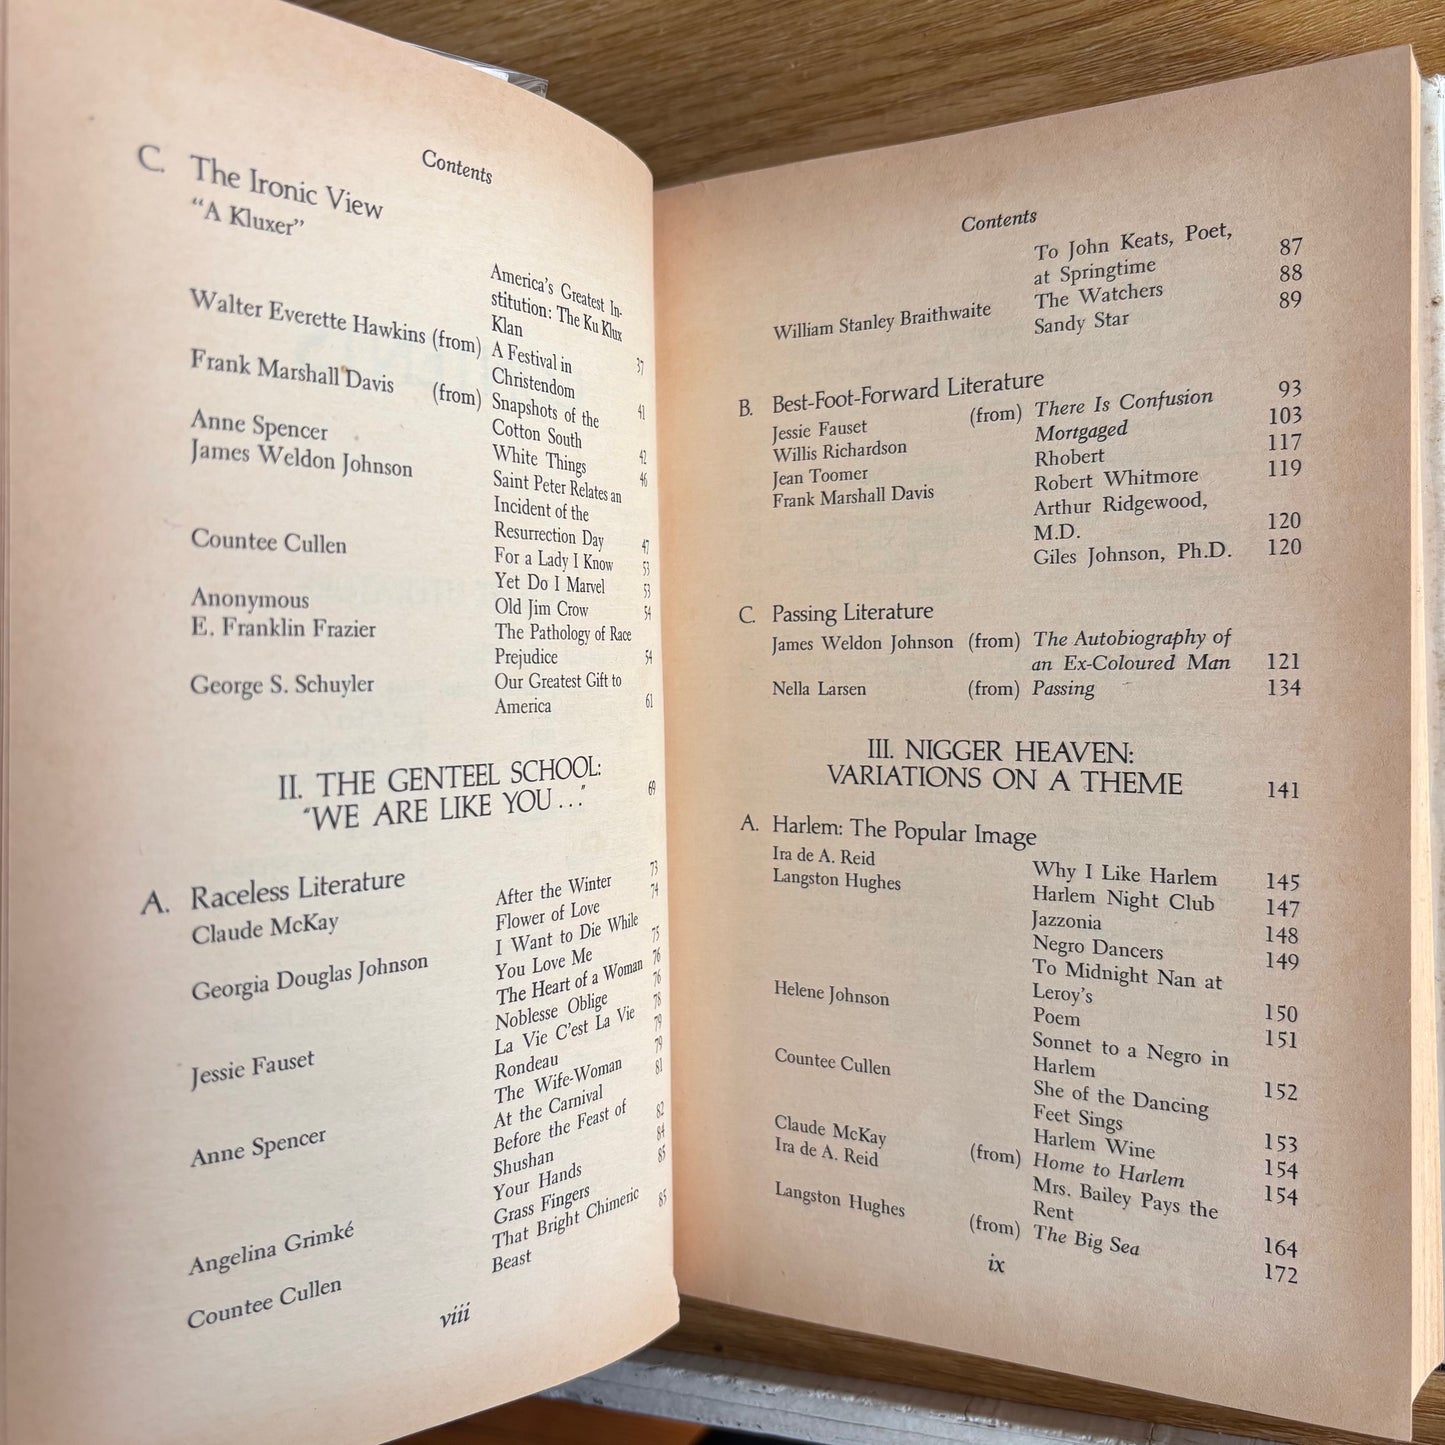 Contents
C. The Ironic View
“A Kluxer”
America’s Greatest In-
stitution: The Ku Klux
Walter Everette Hawkins (from) Klan 37
A Festival in
Christendom 41
Frank Marshall Davis (from) Snapshots of the
Cotton South 42
Anne Spencer White Things 46
James Weldon Johnson Saint Peter Relates an
Incident of the
Resurrection Day 47
Countee Cullen For a Lady I Know 53
Yet Do I Marvel 53
Anonymous Old Jim Crow 54
E. Franklin Frazier The Pathology of Race
Prejudice 54
George S. Schuyler Our Greatest Gift to
America 61
II. THE GENTEEL SCHOOL:
“WE ARE LIKE YOU . . .” 69
A. Raceless Literature
Claude McKay After the Winter 73
Flower of Love 74
Georgia Douglas Johnson I Want to Die While
You Love Me 75
The Heart of a Woman 76
Jessie Fauset Noblesse Oblige 76
La Vie C’est La Vie 78
Rondeau 79
Anne Spencer The Wife-Woman 79
At the Carnival 81
Before the Feast of
Shushan 82
Angelina Grimké Your Hands 84
Grass Fingers 85
Countee Cullen That Bright Chimeric
Beast 85
viii
Contents
To John Keats, Poet,
at Springtime 87
William Stanley Braithwaite The Watchers 88
Sandy Star 89
B. Best-Foot-Forward Literature
Jessie Fauset (from) There Is Confusion 93
Willis Richardson Mortgaged 103
Jean Toomer Rhobert 117
Frank Marshall Davis Robert Whitmore 119
Arthur Ridgewood,
M.D. 120
Giles Johnson, Ph.D. 120
C. Passing Literature
James Weldon Johnson (from) The Autobiography of
an Ex-Coloured Man 121
Nella Larsen (from) Passing 134
III. NIGGER HEAVEN:
VARIATIONS ON A THEME 141
A. Harlem: The Popular Image
Ira de A. Reid Why I Like Harlem 145
Langston Hughes Harlem Night Club 147
Jazzonia 148
Negro Dancers 149
To Midnight Nan at
Leroy’s 150
Helene Johnson Poem 151
Sonnet to a Negro in
Harlem 152
Countee Cullen She of the Dancing
Feet Sings 153
Harlem Wine 154
Claude McKay (from) Home to Harlem 154
Ira de A. Reid Mrs. Bailey Pays the
Rent 164
Langston Hughes (from) The Big Sea 172
ix